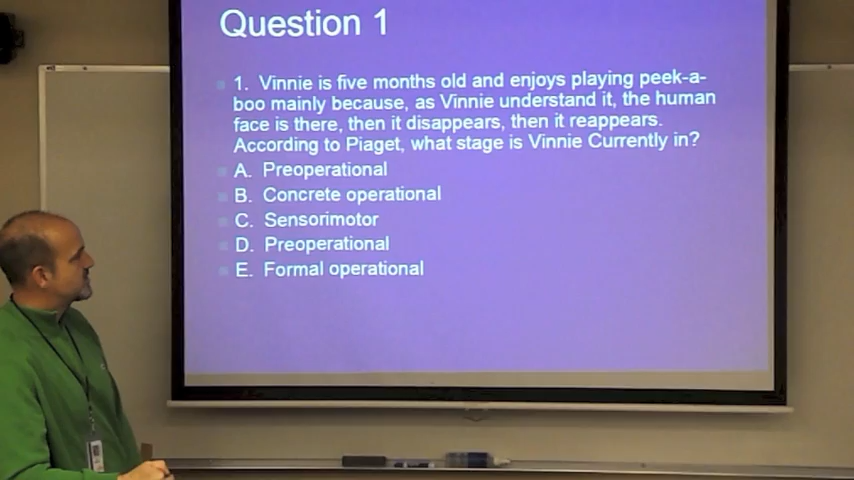 Question 1
1. Vinnie is five months old and enjoys playing peek-a-
boo mainly because, as Vinnie understand it, the human
face is there, then it disappears, then it reappears.
According to Piaget, what stage is Vinnie Currently in?
A. Preoperational
B. Concrete operational
C. Sensorimotor
D. Preoperational
E. Formal operational